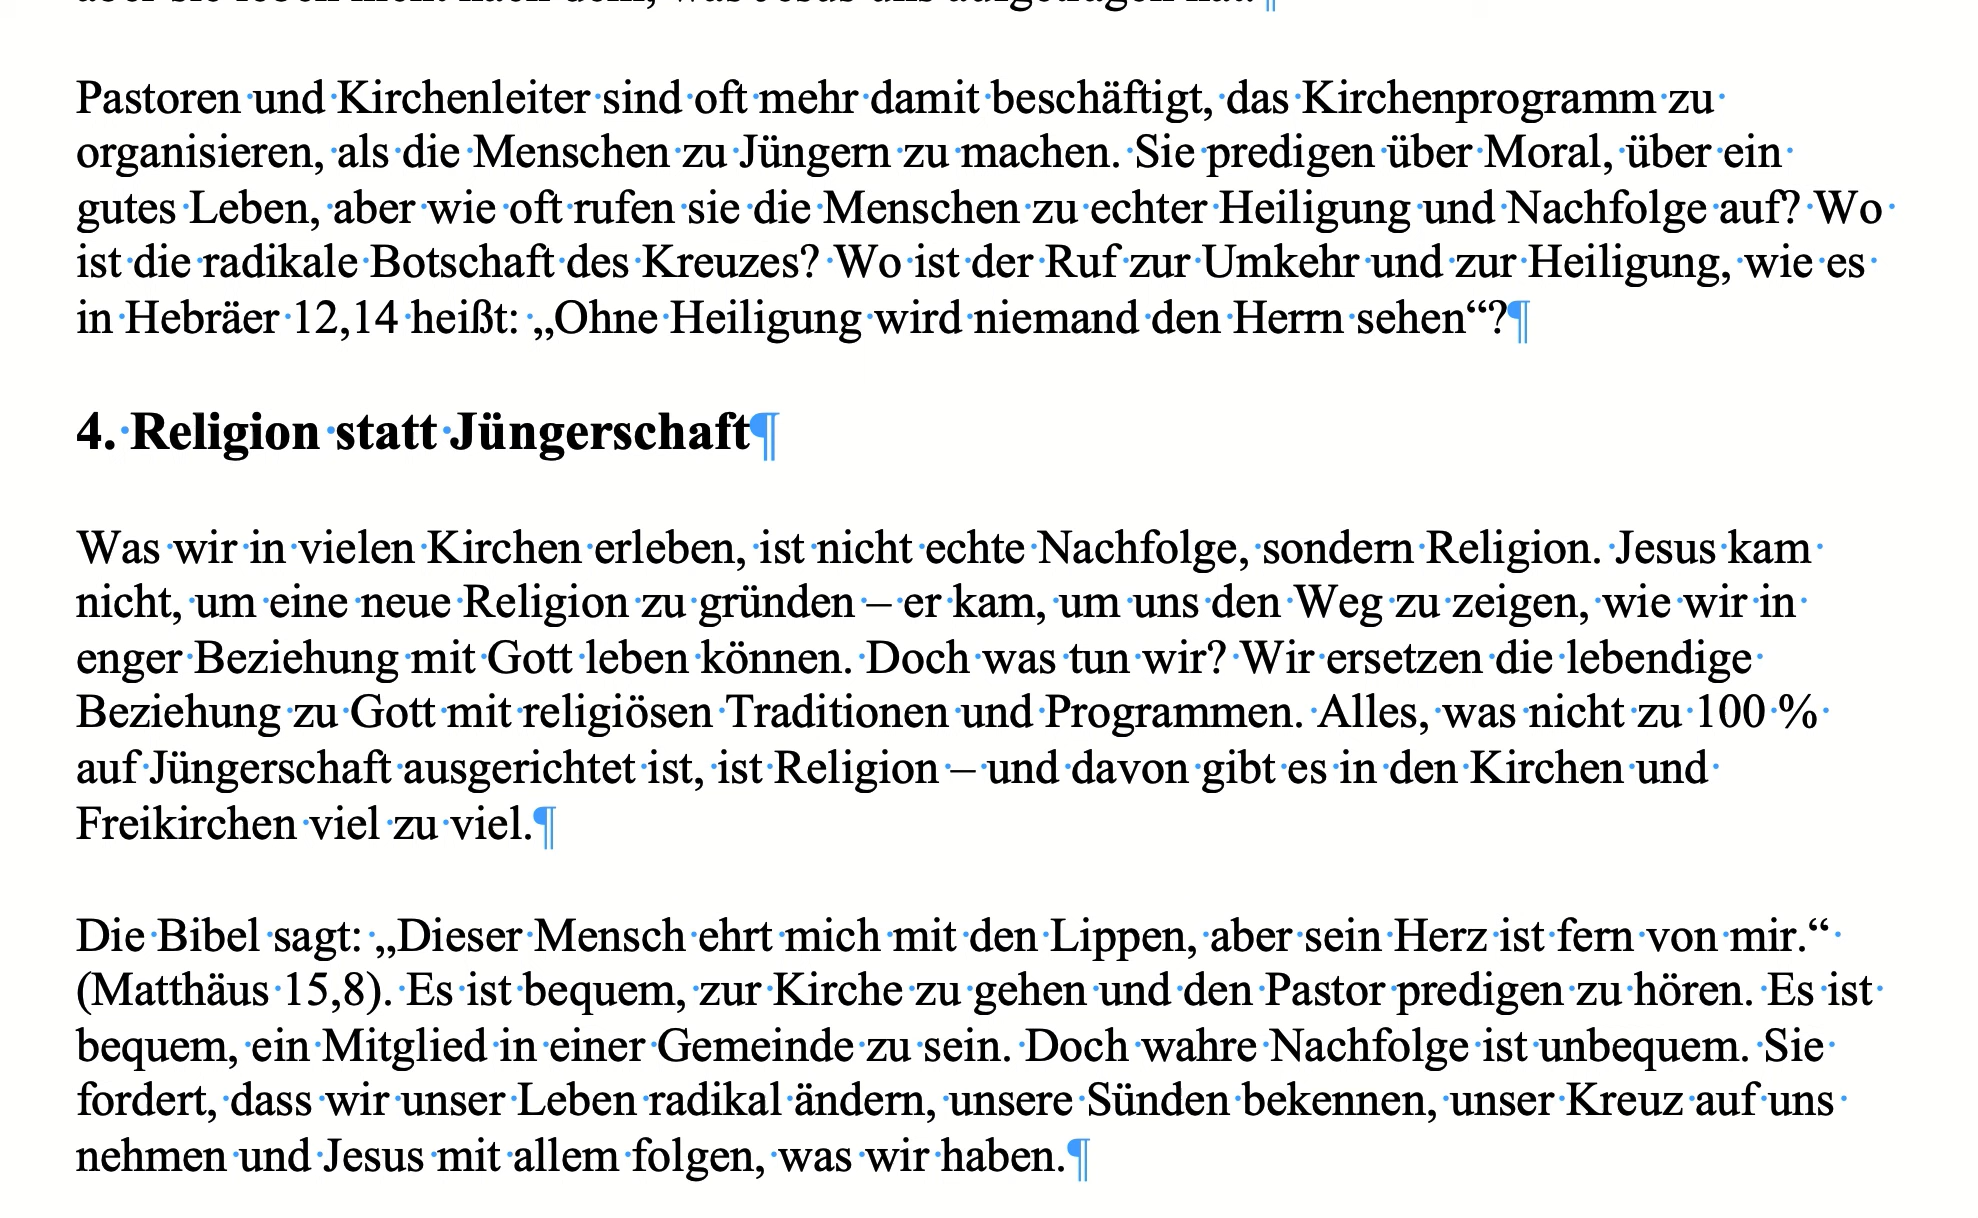 aber sie leben nicht nach dem, was Jesus uns aufgetragen hat.¶
Pastoren und Kirchenleiter sind oft mehr damit beschäftigt, das Kirchenprogramm zu
organisieren, als die Menschen zu Jüngern zu machen. Sie predigen über Moral, über ein
gutes Leben, aber wie oft rufen sie die Menschen zu echter Heiligung und Nachfolge auf? Wo
ist die radikale Botschaft des Kreuzes? Wo ist der Ruf zur Umkehr und zur Heiligung, wie es
in Hebräer 12,14 heißt: „Ohne Heiligung wird niemand den Herrn sehen“?¶
4. Religion statt Jüngerschaft¶
Was wir in vielen Kirchen erleben, ist nicht echte Nachfolge, sondern Religion. Jesus kam
nicht, um eine neue Religion zu gründen – er kam, um uns den Weg zu zeigen, wie wir in
enger Beziehung mit Gott leben können. Doch was tun wir? Wir ersetzen die lebendige
Beziehung zu Gott mit religiösen Traditionen und Programmen. Alles, was nicht zu 100 %
auf Jüngerschaft ausgerichtet ist, ist Religion – und davon gibt es in den Kirchen und
Freikirchen viel zu viel.¶
Die Bibel sagt: „Dieser Mensch ehrt mich mit den Lippen, aber sein Herz ist fern von mir.“
(Matthäus 15,8). Es ist bequem, zur Kirche zu gehen und den Pastor predigen zu hören. Es ist
bequem, ein Mitglied in einer Gemeinde zu sein. Doch wahre Nachfolge ist unbequem. Sie
fordert, dass wir unser Leben radikal ändern, unsere Sünden bekennen, unser Kreuz auf uns
nehmen und Jesus mit allem folgen, was wir haben.¶